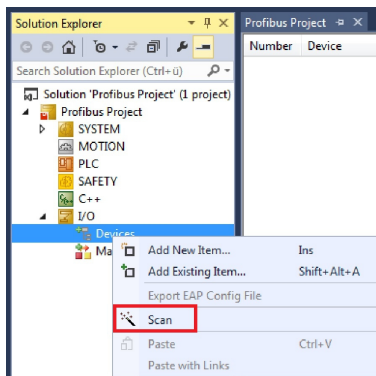 Solution Explorer
Profibus Project
Number Device
Search Solution Explorer (Ctrl+ü)
Solution 'Profibus Project' (1 project)
Profibus Project
SYSTEM
MOTION
PLC
SAFETY
C++
I/O
Devices
Ma
Add New Item... Ins
Add Existing Item... Shift+Alt+A
Export EAP Config File
Scan
Paste Ctrl+V
Paste with Links